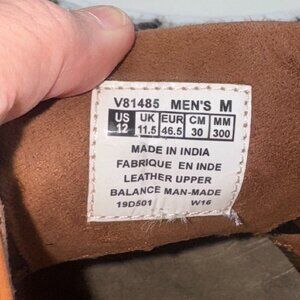 V81485 MEN'S M
US UK EUR CM MM
12 11.5 46.5 30 300
MADE IN INDIA
FABRIQUE EN INDE
LEATHER UPPER
BALANCE MAN-MADE
19D501 W16